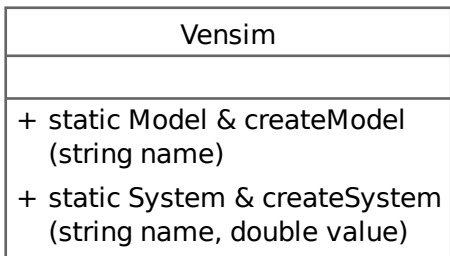 Vensim
+ static Model & createModel
(string name)
+ static System & createSystem
(string name, double value)